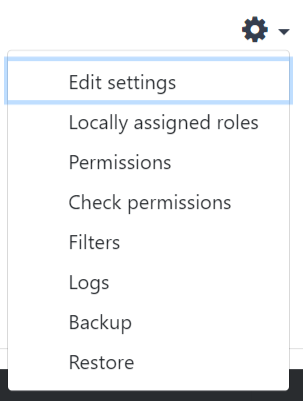 Edit settings
Locally assigned roles
Permissions
Check permissions
Filters
Logs
Backup
Restore